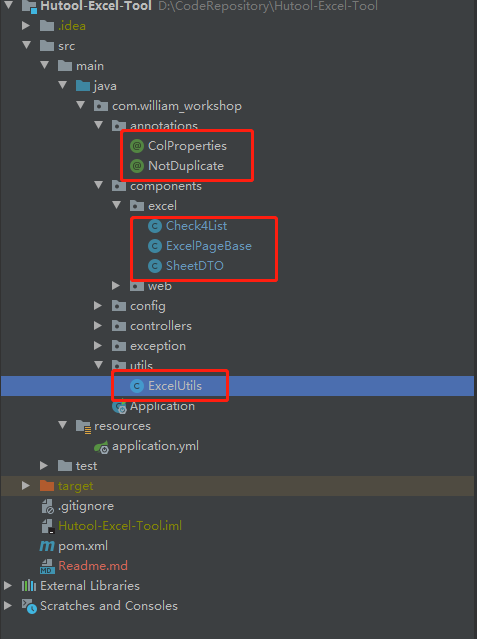 Hutool-Excel-Tool D:\CodeRepository\Hutool-Excel-Tool
.idea
src
main
java
com.william_workshop
annotations
ColProperties
NotDuplicate
components
excel
Check4List
ExcelPageBase
SheetDTO
web
config
controllers
exception
utils
ExcelUtils
Application
resources
application.yml
test
target
.gitignore
Hutool-Excel-Tool.iml
pom.xml
Readme.md
External Libraries
Scratches and Consoles